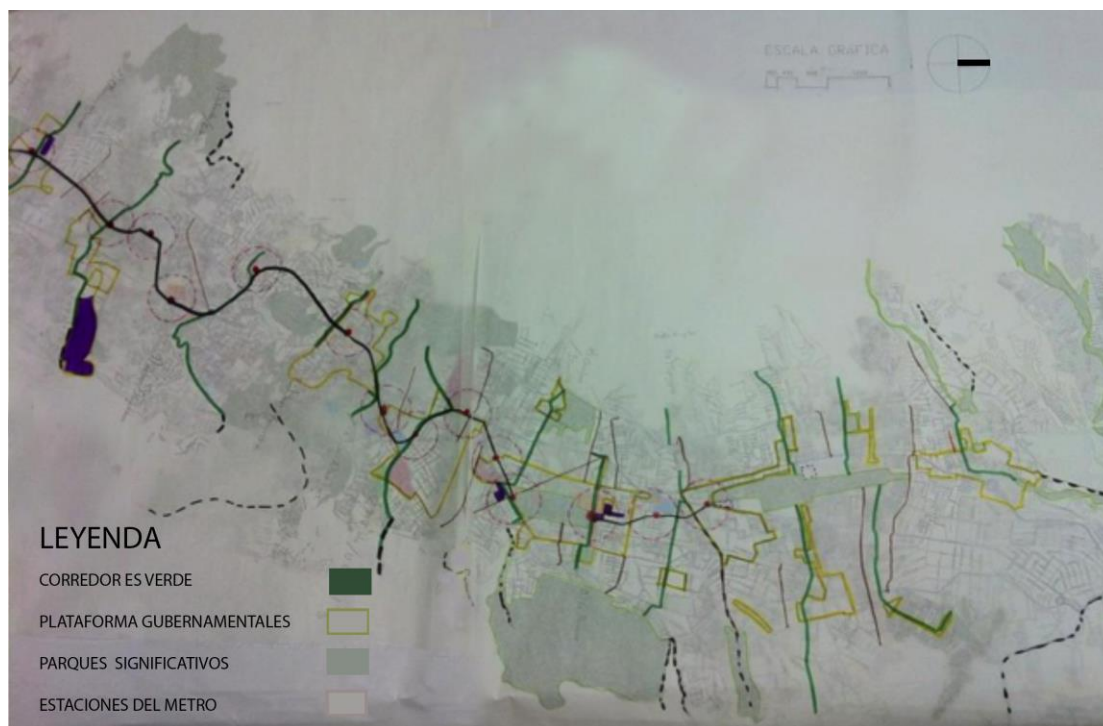 ESCALA GRAFICA
LEYENDA
CORREDOR ES VERDE
PLATAFORMA GUBERNAMENTALES
PARQUES SIGNIFICATIVOS
ESTACIONES DEL METRO